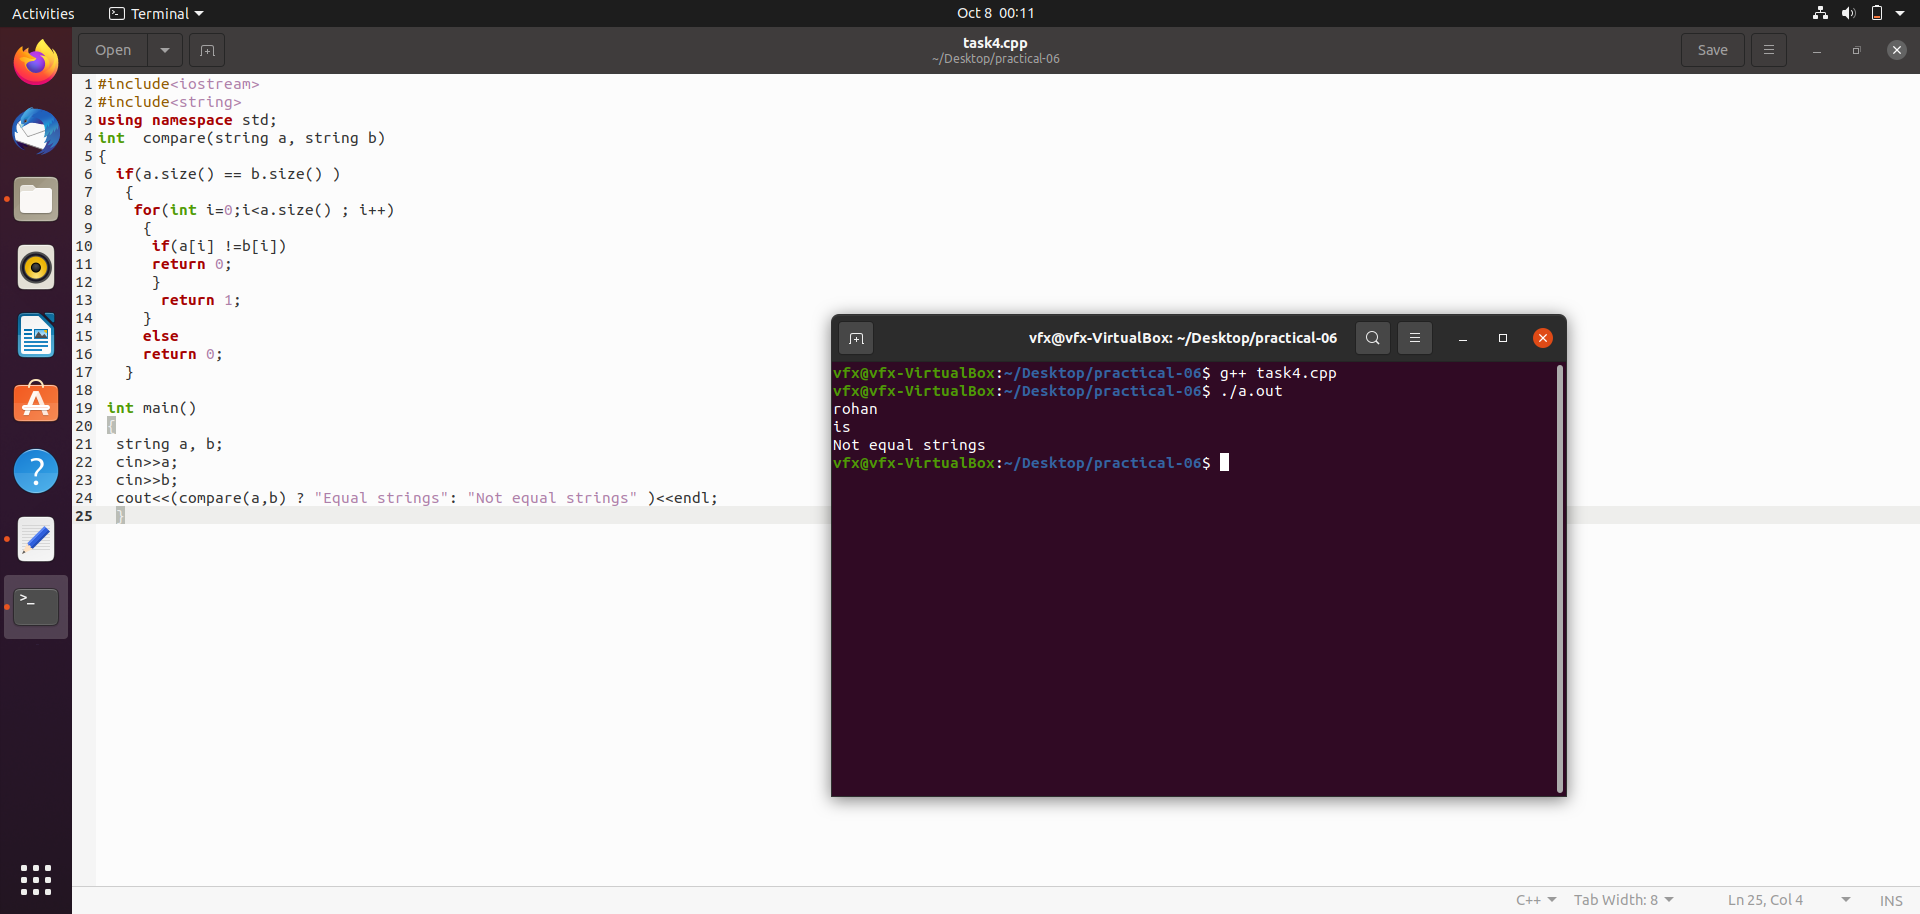 Activities Terminal Oct 8 00:11
Open task4.cpp Save
~/Desktop/practical-06
1 #include<iostream>
2 #include<string>
3 using namespace std;
4 int  compare(string a, string b)
5 {
6   if(a.size() == b.size() )
7    {
8     for(int i=0;i<a.size() ; i++)
9      {
10       if(a[i] !=b[i])
11       return 0;
12       }
13        return 1;
14      }
15      else
16      return 0;
17    }
18
19  int main()
20  {
21   string a, b;
22   cin>>a;
23   cin>>b;
24   cout<<(compare(a,b) ? "Equal strings": "Not equal strings" )<<endl;
25   }
vfx@vfx-VirtualBox: ~/Desktop/practical-06
vfx@vfx-VirtualBox:~/Desktop/practical-06$ g++ task4.cpp
vfx@vfx-VirtualBox:~/Desktop/practical-06$ ./a.out
rohan
is
Not equal strings
vfx@vfx-VirtualBox:~/Desktop/practical-06$
C++ Tab Width: 8 Ln 25, Col 4 INS